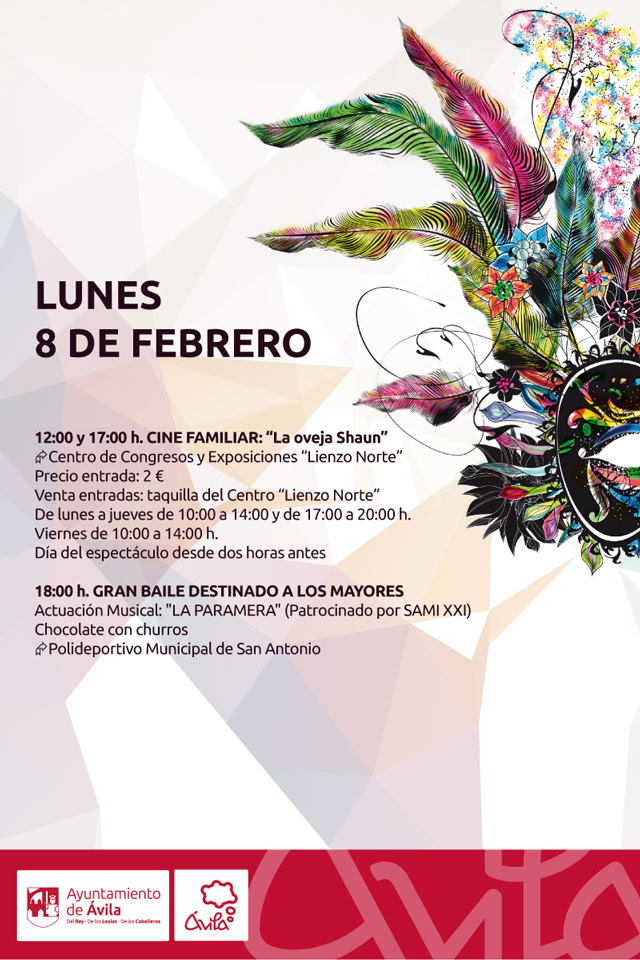 LUNES
8 DE FEBRERO
12:00 y 17:00 h. CINE FAMILIAR: “La oveja Shaun”
Centro de Congresos y Exposiciones “Lienzo Norte”
Precio entrada: 2 €
Venta entradas: taquilla del Centro “Lienzo Norte”
De lunes a jueves de 10:00 a 14:00 y de 17:00 a 20:00 h.
Viernes de 10:00 a 14:00 h.
Día del espectáculo desde dos horas antes
18:00 h. GRAN BAILE DESTINADO A LOS MAYORES
Actuación Musical: "LA PARAMERA" (Patrocinado por SAMI XXI)
Chocolate con churros
Polideportivo Municipal de San Antonio
Ayuntamiento
de Ávila
Del Rey · De los Leales · De los Caballeros
Ávila
Ávila